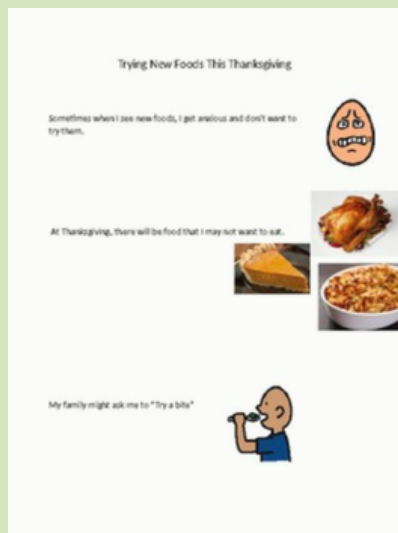 Trying New Foods This Thanksgiving
Sometimes when I see new foods, I get anxious and don't want to
try them.
At Thanksgiving, there will be food that I may not want to eat.
My family might ask me to "Try a bite"